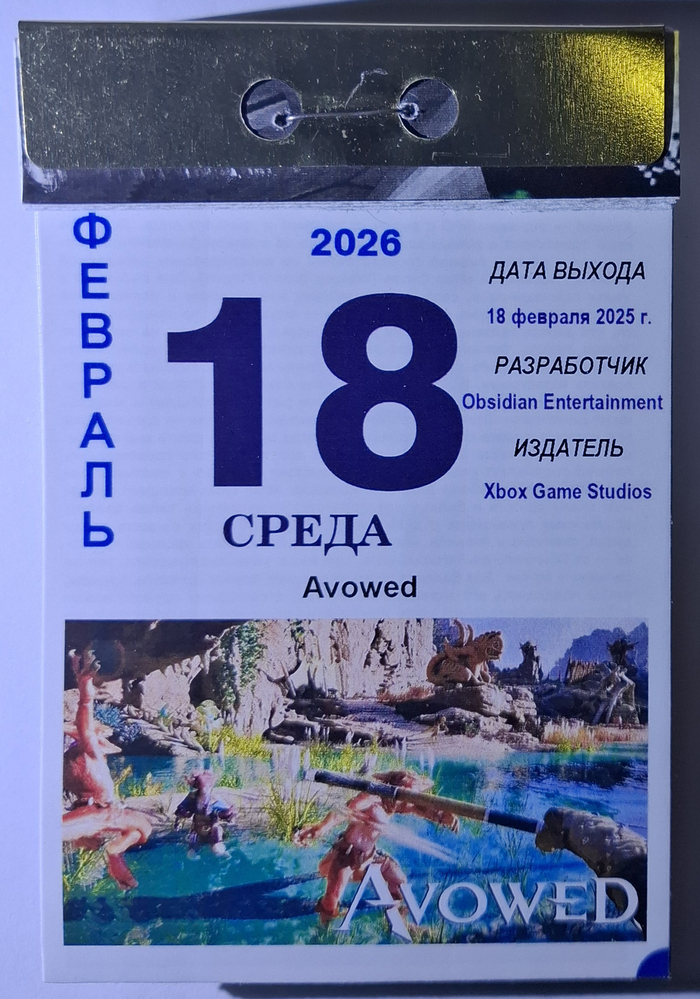 ФЕВРАЛЬ
2026
18
СРЕДА
ДАТА ВЫХОДА
18 февраля 2025 г.
РАЗРАБОТЧИК
Obsidian Entertainment
ИЗДАТЕЛЬ
Xbox Game Studios
Avowed
AVOWED